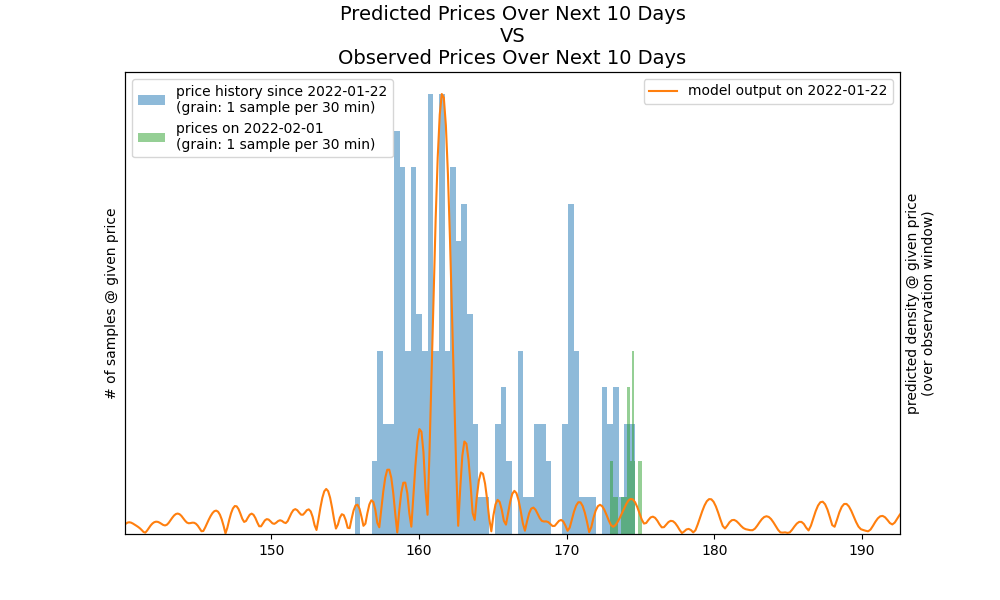 Predicted Prices Over Next 10 Days
VS
Observed Prices Over Next 10 Days
price history since 2022-01-22
(grain: 1 sample per 30 min)
prices on 2022-02-01
(grain: 1 sample per 30 min)
model output on 2022-01-22
# of samples @ given price
predicted density @ given price
(over observation window)
150
160
170
180
190